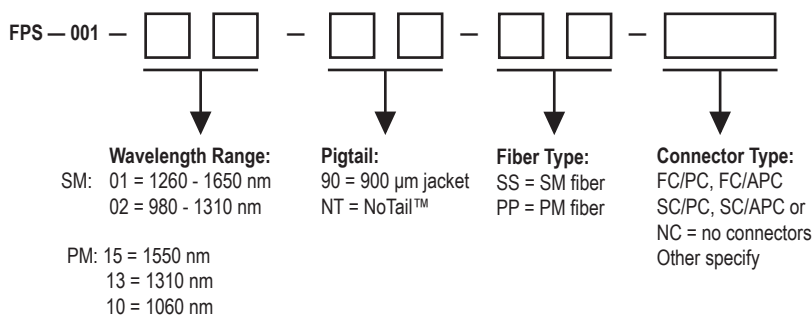 FPS — 001 — — — —
Wavelength Range:
SM: 01 = 1260 - 1650 nm
02 = 980 - 1310 nm
PM: 15 = 1550 nm
13 = 1310 nm
10 = 1060 nm
Pigtail:
90 = 900 µm jacket
NT = NoTail™
Fiber Type:
SS = SM fiber
PP = PM fiber
Connector Type:
FC/PC, FC/APC
SC/PC, SC/APC or
NC = no connectors
Other specify